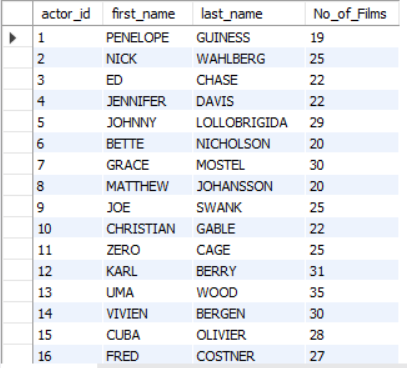 actor_id first_name last_name No_of_Films
1 PENELOPE GUINESS 19
2 NICK WAHLBERG 25
3 ED CHASE 22
4 JENNIFER DAVIS 22
5 JOHNNY LOLLOBRIGIDA 29
6 BETTE NICHOLSON 20
7 GRACE MOSTEL 30
8 MATTHEW JOHANSSON 20
9 JOE SWANK 25
10 CHRISTIAN GABLE 22
11 ZERO CAGE 25
12 KARL BERRY 31
13 UMA WOOD 35
14 VIVIEN BERGEN 30
15 CUBA OLIVIER 28
16 FRED COSTNER 27